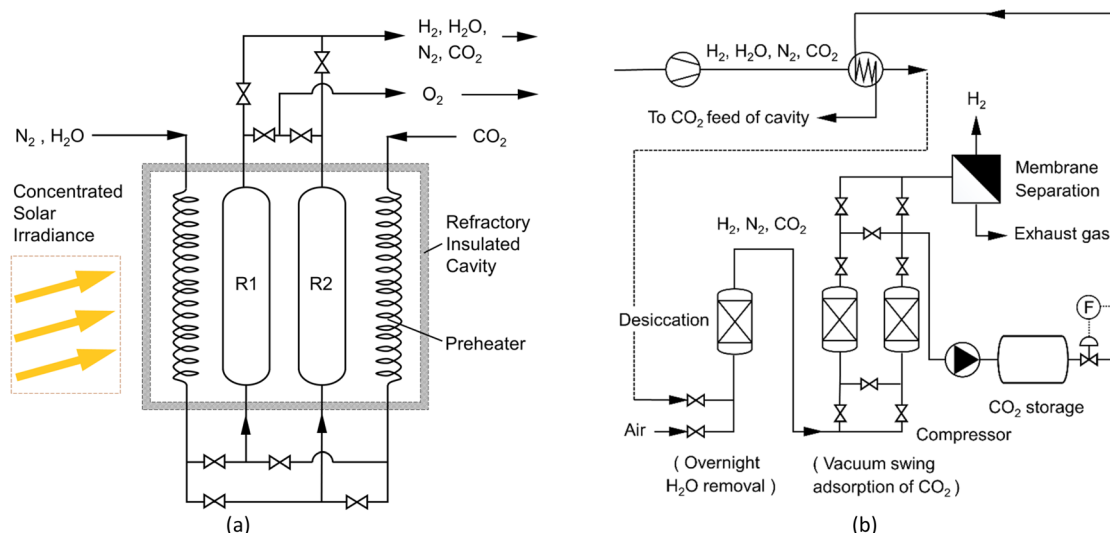 H₂, H₂O,
N₂, CO₂
O₂
N₂ , H₂O
CO₂
Concentrated
Solar
Irradiance
R1
R2
Refractory
Insulated
Cavity
Preheater
(a)
H₂, H₂O, N₂, CO₂
To CO₂ feed of cavity
H₂
Membrane
Separation
Exhaust gas
H₂, N₂, CO₂
Desiccation
F
CO₂ storage
Air
Compressor
( Overnight
H₂O removal )
( Vacuum swing
adsorption of CO₂ )
(b)